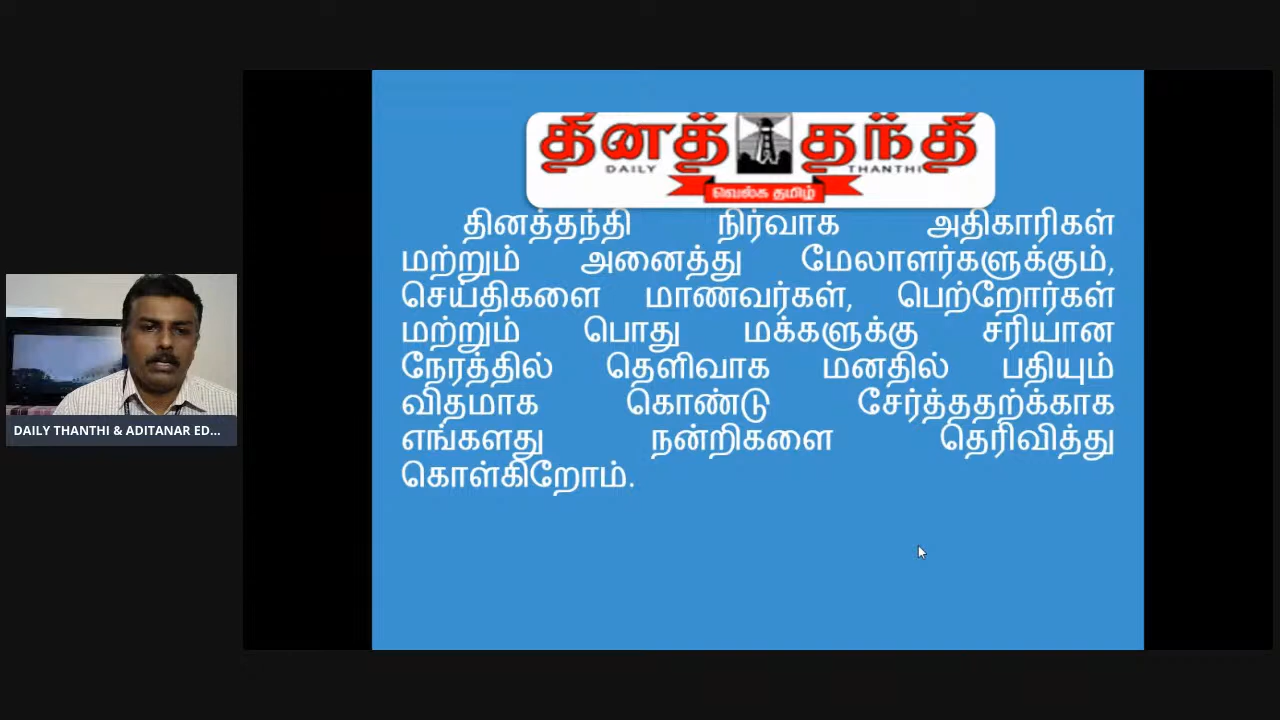 தினத் தந்தி
DAILY THANTHI
வெல்க தமிழ்
தினத்தந்தி நிர்வாக அதிகாரிகள்
மற்றும் அனைத்து மேலாளர்களுக்கும்,
செய்திகளை மாணவர்கள், பெற்றோர்கள்
மற்றும் பொது மக்களுக்கு சரியான
நேரத்தில் தெளிவாக மனதில் பதியும்
விதமாக கொண்டு சேர்த்ததற்க்காக
எங்களது நன்றிகளை தெரிவித்து
கொள்கிறோம்.
DAILY THANTHI & ADITANAR ED...